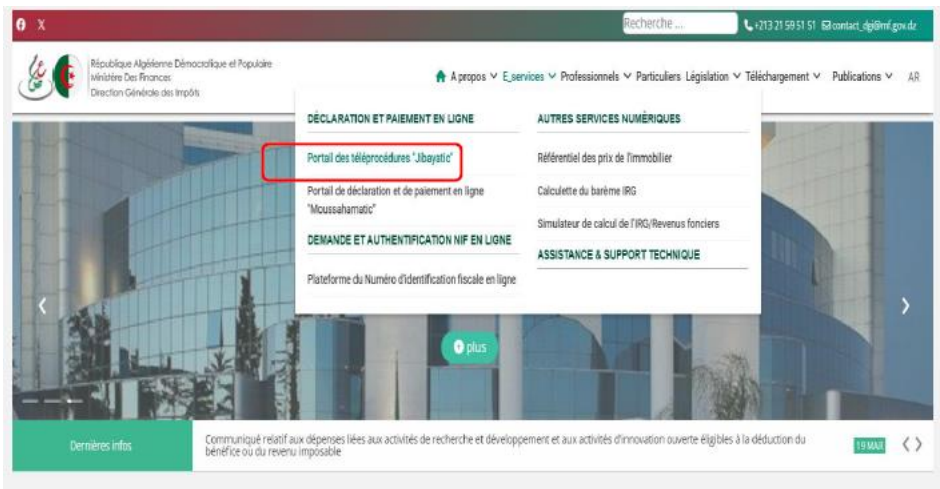 Recherche ...
+213 21 59 51 51 contact_dgi@mf.gov.dz
République Algérienne Démocratique et Populaire
Ministère Des Finances
Direction Générale des Impôts
A propos E_services Professionnels Particuliers Législation Téléchargement Publications AR
DÉCLARATION ET PAIEMENT EN LIGNE
Portail des téléprocédures "Jibayatic"
Portail de déclaration et de paiement en ligne
"Moussahamatic"
DEMANDE ET AUTHENTIFICATION NIF EN LIGNE
Plateforme du Numéro d'identification fiscale en ligne
AUTRES SERVICES NUMÉRIQUES
Référentiel des prix de l'immobilier
Calculette du barème IRG
Simulateur de calcul de l'IRG/Revenus fonciers
ASSISTANCE & SUPPORT TECHNIQUE
plus
Dernières infos
Communiqué relatif aux dépenses liées aux activités de recherche et développement et aux activités d'innovation ouverte éligibles à la déduction du
bénéfice ou du revenu imposable
19 MAR